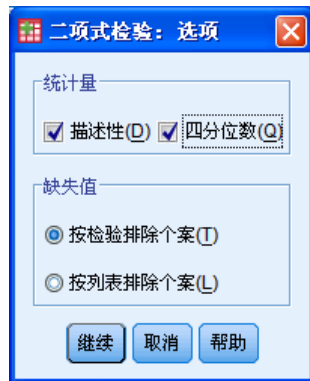 二项式检验：选项
统计量
描述性(D) 四分位数(Q)
缺失值
按检验排除个案(T)
按列表排除个案(L)
继续 取消 帮助